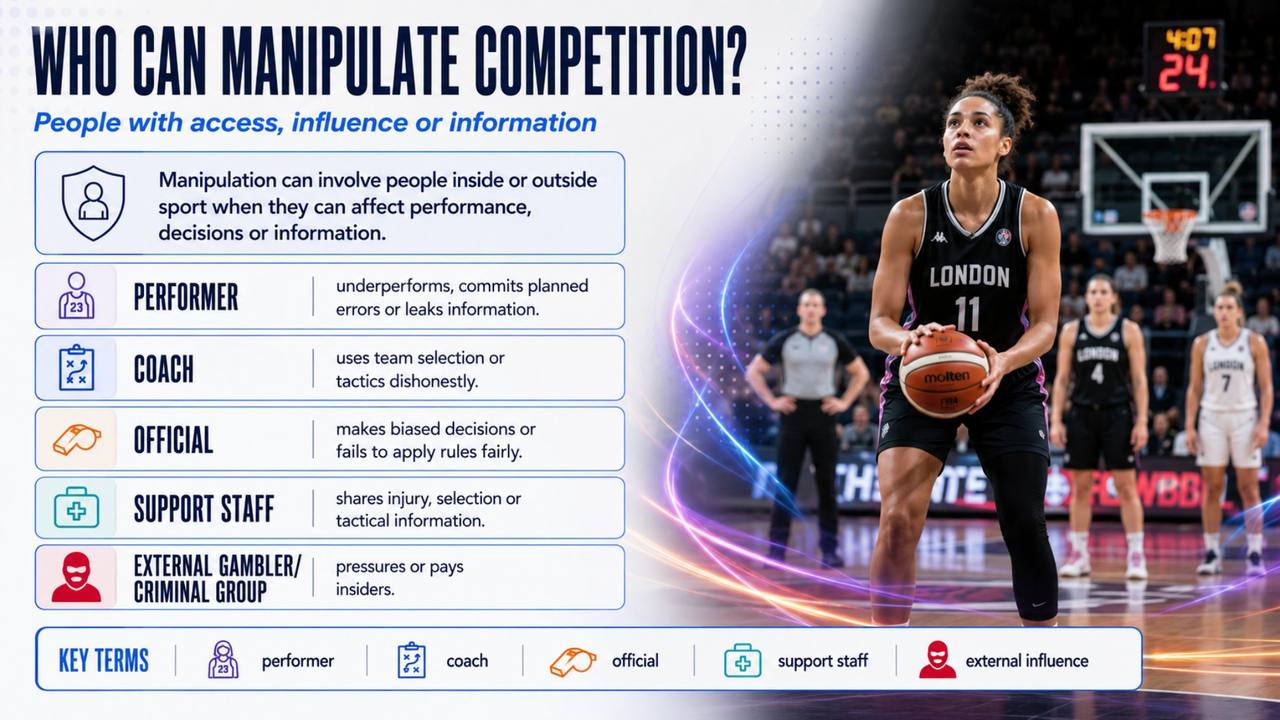 WHO CAN MANIPULATE COMPETITION?
People with access, influence or information
Manipulation can involve people inside or outside
sport when they can affect performance,
decisions or information.
23
PERFORMER
underperforms, commits planned
errors or leaks information.
COACH
uses team selection or
tactics dishonestly.
OFFICIAL
makes biased decisions or
fails to apply rules fairly.
SUPPORT STAFF
shares injury, selection or
tactical information.
EXTERNAL GAMBLER/
CRIMINAL GROUP
pressures or pays
insiders.
KEY TERMS
23
performer
coach
official
support staff
external influence
4:07
24
LONDON
11
molten
LONDON
4
LONDON
7